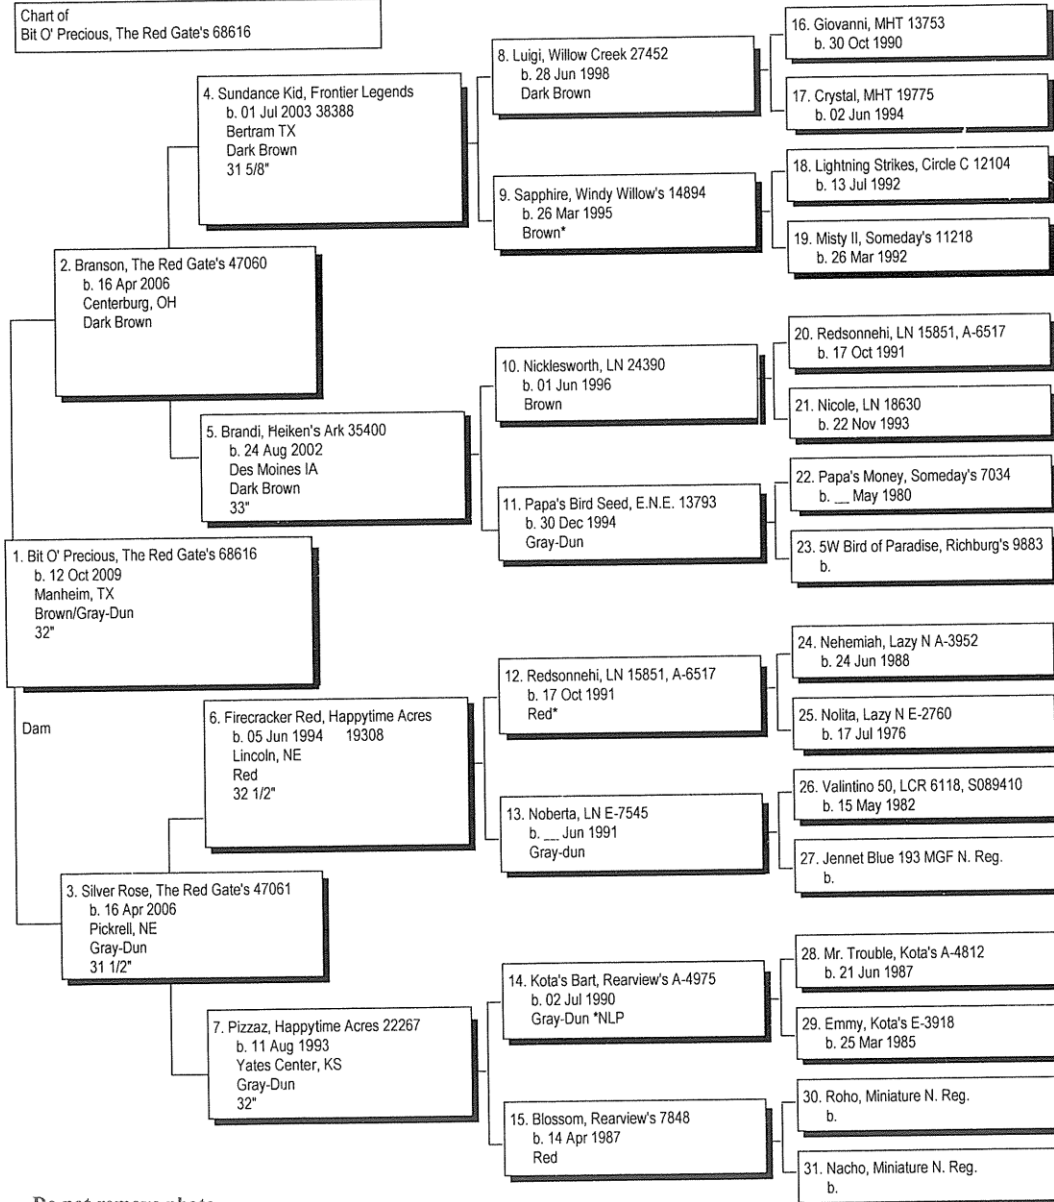 Chart of
Bit O' Precious, The Red Gate's 68616
1. Bit O' Precious, The Red Gate's 68616
b. 12 Oct 2009
Manheim, TX
Brown/Gray-Dun
32"
Dam
2. Branson, The Red Gate's 47060
b. 16 Apr 2006
Centerburg, OH
Dark Brown
3. Silver Rose, The Red Gate's 47061
b. 16 Apr 2006
Pickrell, NE
Gray-Dun
31 1/2"
4. Sundance Kid, Frontier Legends
b. 01 Jul 2003 38388
Bertram TX
Dark Brown
31 5/8"
5. Brandi, Heiken's Ark 35400
b. 24 Aug 2002
Des Moines IA
Dark Brown
33"
6. Firecracker Red, Happytime Acres
b. 05 Jun 1994 19308
Lincoln, NE
Red
32 1/2"
7. Pizzaz, Happytime Acres 22267
b. 11 Aug 1993
Yates Center, KS
Gray-Dun
32"
8. Luigi, Willow Creek 27452
b. 28 Jun 1998
Dark Brown
9. Sapphire, Windy Willow's 14894
b. 26 Mar 1995
Brown*
10. Nicklesworth, LN 24390
b. 01 Jun 1996
Brown
11. Papa's Bird Seed, E.N.E. 13793
b. 30 Dec 1994
Gray-Dun
12. Redsonnehi, LN 15851, A-6517
b. 17 Oct 1991
Red*
13. Noberta, LN E-7545
b. __ Jun 1991
Gray-dun
14. Kota's Bart, Rearview's A-4975
b. 02 Jul 1990
Gray-Dun *NLP
15. Blossom, Rearview's 7848
b. 14 Apr 1987
Red
16. Giovanni, MHT 13753
b. 30 Oct 1990
17. Crystal, MHT 19775
b. 02 Jun 1994
18. Lightning Strikes, Circle C 12104
b. 13 Jul 1992
19. Misty II, Someday's 11218
b. 26 Mar 1992
20. Redsonnehi, LN 15851, A-6517
b. 17 Oct 1991
21. Nicole, LN 18630
b. 22 Nov 1993
22. Papa's Money, Someday's 7034
b. __ May 1980
23. 5W Bird of Paradise, Richburg's 9883
b.
24. Nehemiah, Lazy N A-3952
b. 24 Jun 1988
25. Nolita, Lazy N E-2760
b. 17 Jul 1976
26. Valintino 50, LCR 6118, S089410
b. 15 May 1982
27. Jennet Blue 193 MGF N. Reg.
b.
28. Mr. Trouble, Kota's A-4812
b. 21 Jun 1987
29. Emmy, Kota's E-3918
b. 25 Mar 1985
30. Roho, Miniature N. Reg.
b.
31. Nacho, Miniature N. Reg.
b.
Do not remove photo